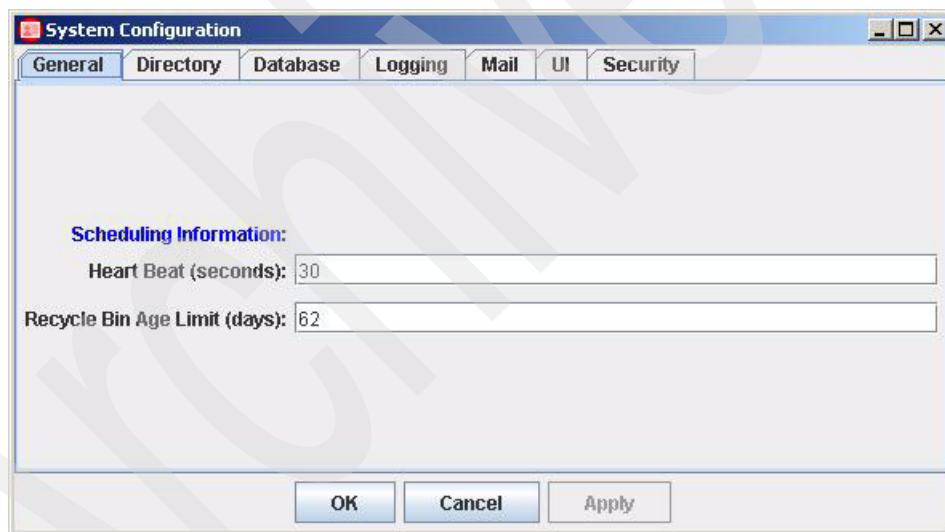 System Configuration
General Directory Database Logging Mail UI Security
Scheduling Information:
Heart Beat (seconds): 30
Recycle Bin Age Limit (days): 62
OK Cancel Apply